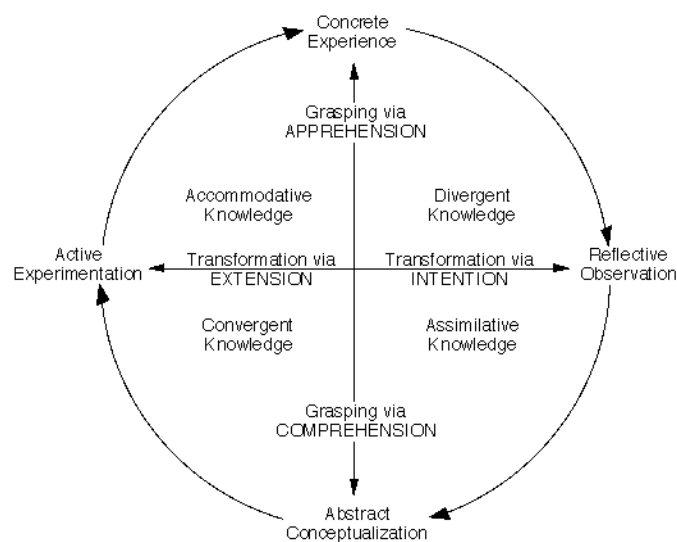 Concrete
Experience
Grasping via
APPREHENSION
Accommodative
Knowledge
Divergent
Knowledge
Active
Experimentation
Transformation via
EXTENSION
Transformation via
INTENTION
Reflective
Observation
Convergent
Knowledge
Assimilative
Knowledge
Grasping via
COMPREHENSION
Abstract
Conceptualization